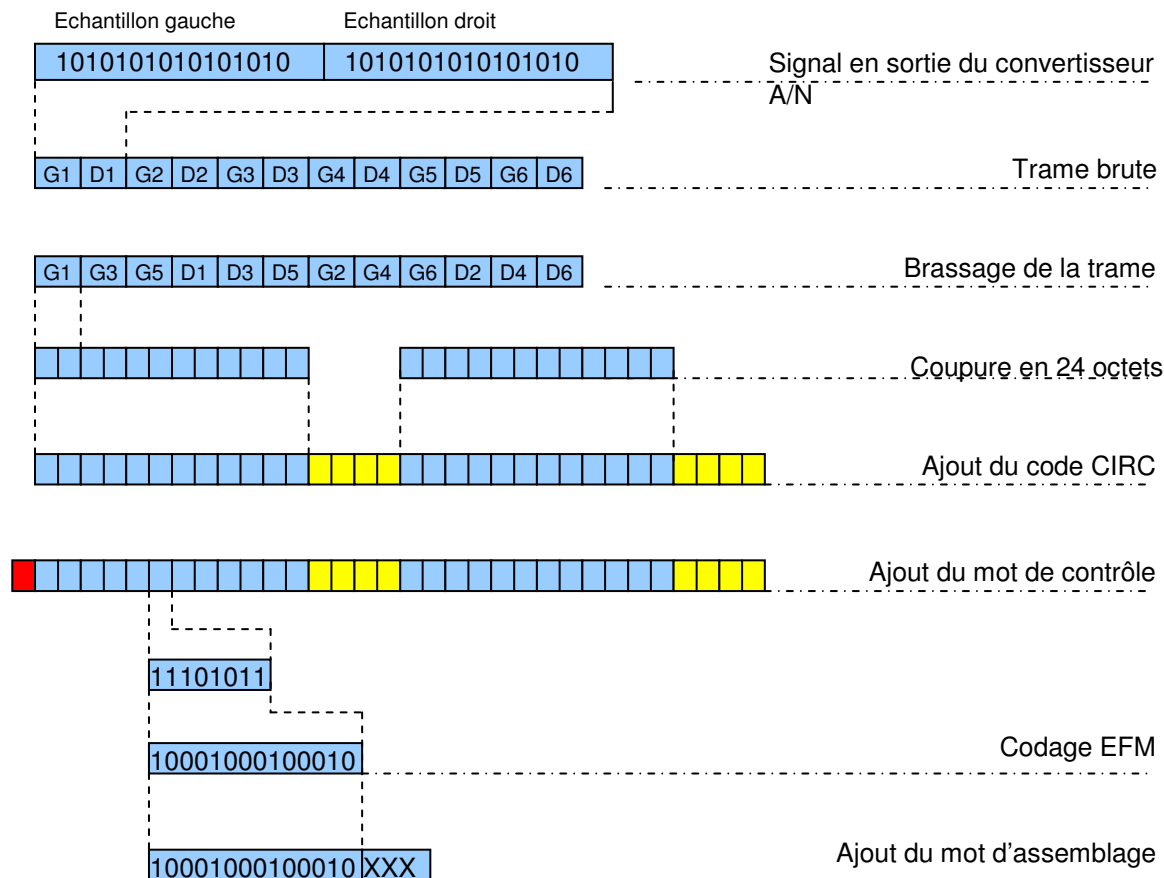 Echantillon gauche Echantillon droit
1010101010101010 1010101010101010 Signal en sortie du convertisseur
A/N
G1 D1 G2 D2 G3 D3 G4 D4 G5 D5 G6 D6 Trame brute
G1 G3 G5 D1 D3 D5 G2 G4 G6 D2 D4 D6 Brassage de la trame
Coupure en 24 octets
Ajout du code CIRC
Ajout du mot de contrôle
11101011
10001000100010 Codage EFM
10001000100010 XXX Ajout du mot d'assemblage